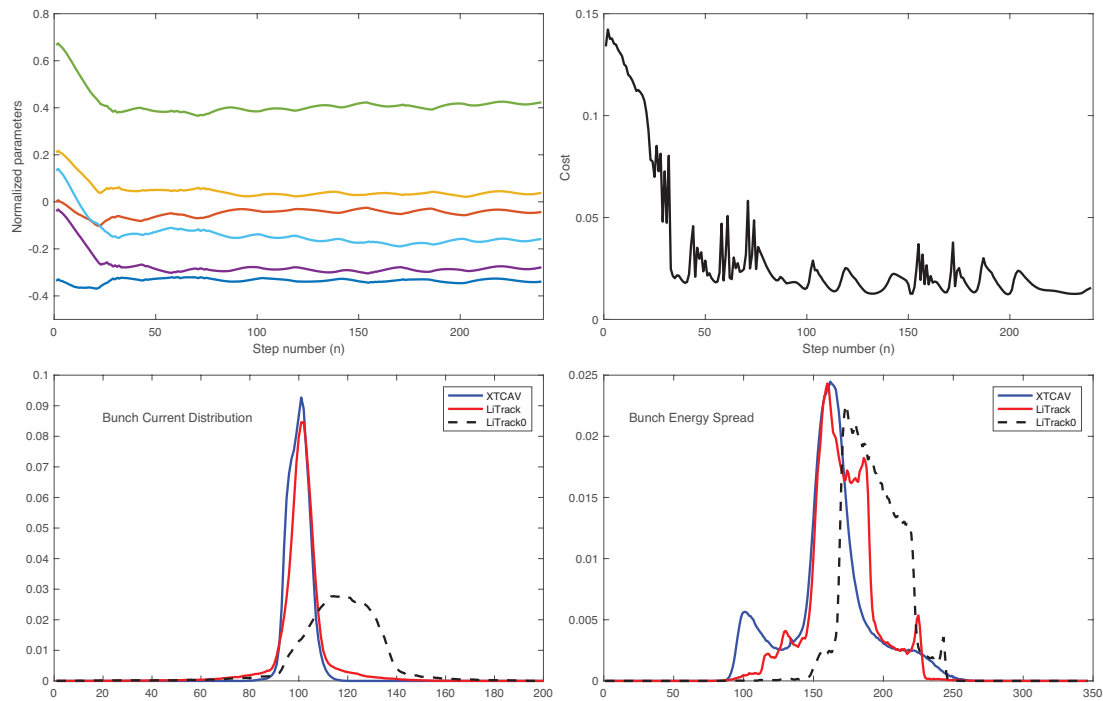 0.8
0.6
0.4
0.2
0
-0.2
-0.4
Normalized parameters
0 50 100 150 200
Step number (n)
0.15
0.1
0.05
0
Cost
0 50 100 150 200
Step number (n)
0.1
0.09
0.08
0.07
0.06
0.05
0.04
0.03
0.02
0.01
0
Bunch Current Distribution
XTCAV
LiTrack
LiTrack0
0 20 40 60 80 100 120 140 160 180 200
0.025
0.02
0.015
0.01
0.005
0
Bunch Energy Spread
XTCAV
LiTrack
LiTrack0
0 50 100 150 200 250 300 350